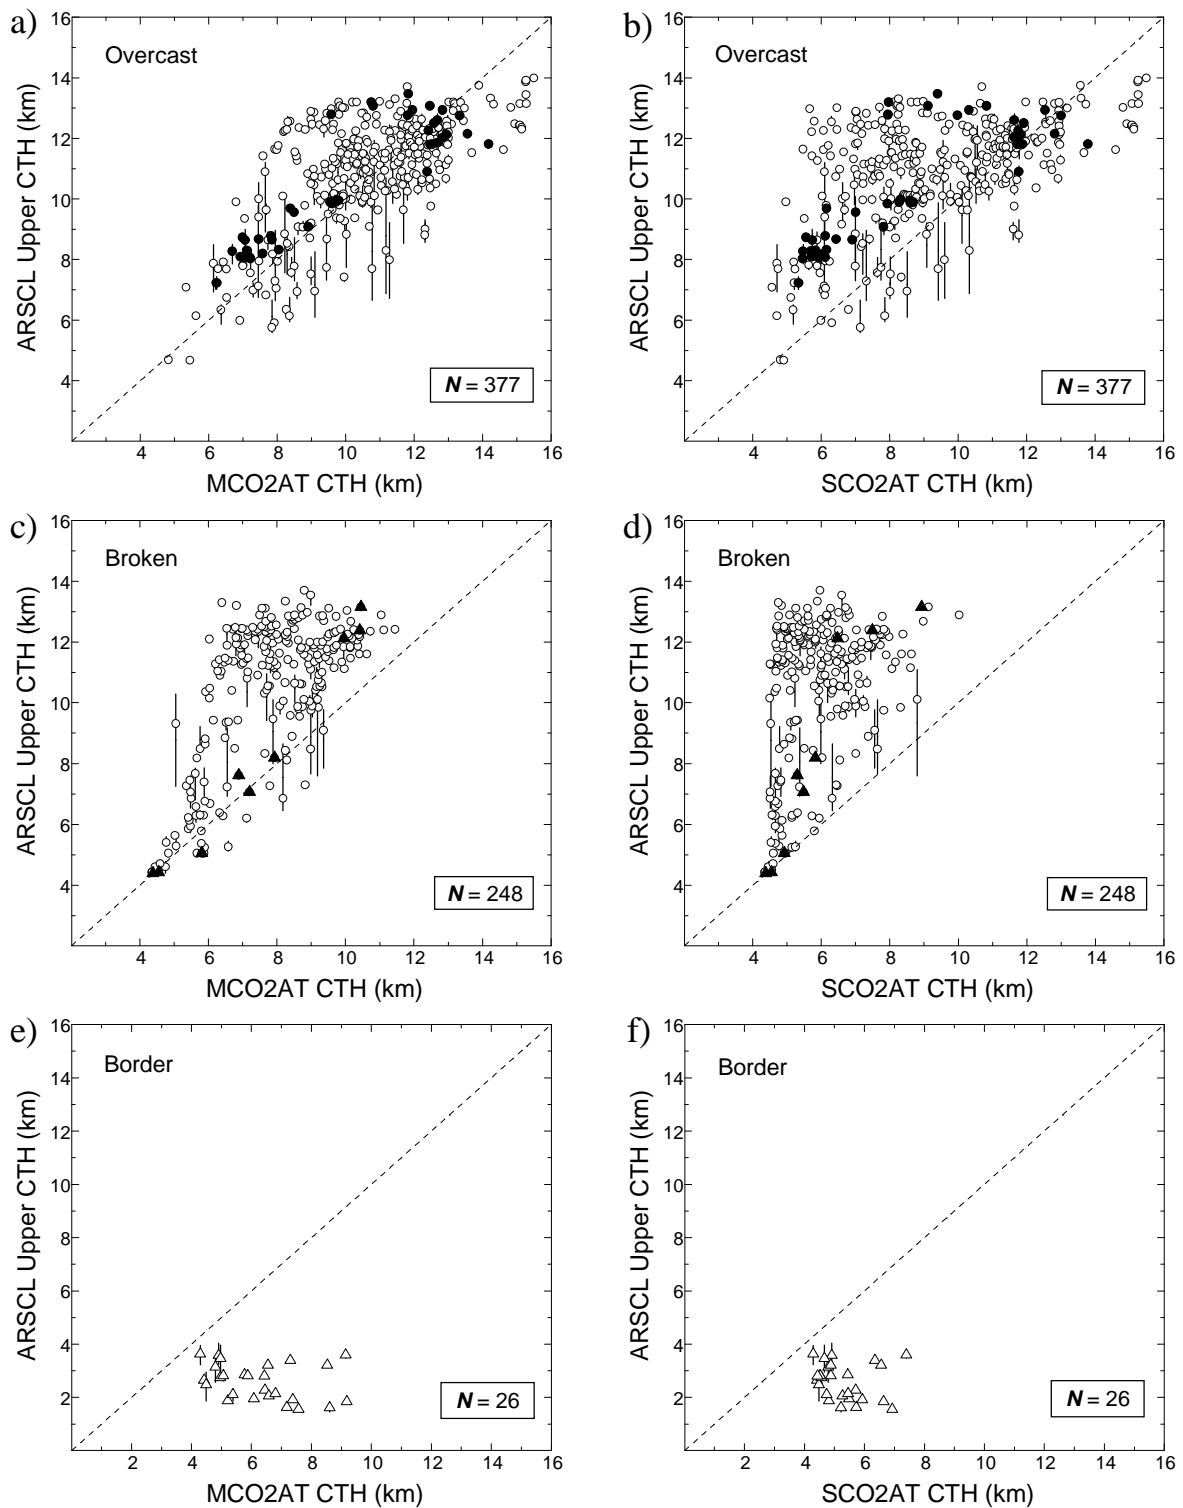 a)
Overcast
16
14
12
10
8
6
4
ARSCL Upper CTH (km)
N = 377
4 6 8 10 12 14 16
MCO2AT CTH (km)
b)
Overcast
16
14
12
10
8
6
4
ARSCL Upper CTH (km)
N = 377
4 6 8 10 12 14 16
SCO2AT CTH (km)
c)
Broken
16
14
12
10
8
6
4
ARSCL Upper CTH (km)
N = 248
4 6 8 10 12 14 16
MCO2AT CTH (km)
d)
Broken
16
14
12
10
8
6
4
ARSCL Upper CTH (km)
N = 248
4 6 8 10 12 14 16
SCO2AT CTH (km)
e)
Border
16
14
12
10
8
6
4
2
ARSCL Upper CTH (km)
N = 26
2 4 6 8 10 12 14 16
MCO2AT CTH (km)
f)
Border
16
14
12
10
8
6
4
2
ARSCL Upper CTH (km)
N = 26
2 4 6 8 10 12 14 16
SCO2AT CTH (km)